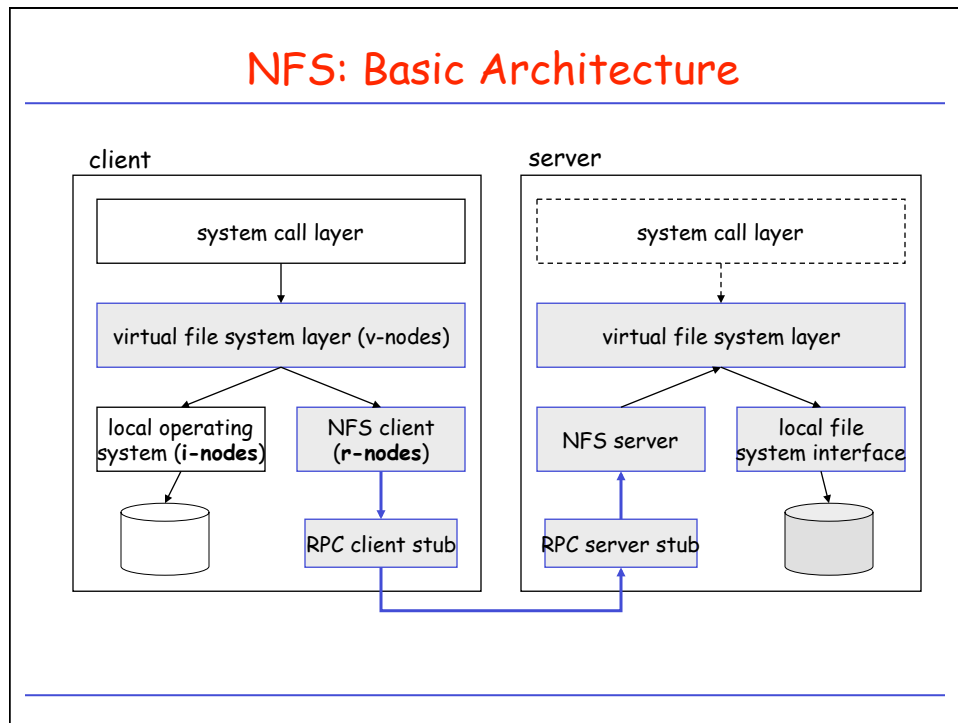 NFS: Basic Architecture
client
system call layer
virtual file system layer (v-nodes)
local operating
system (i-nodes)
NFS client
(r-nodes)
RPC client stub
server
system call layer
virtual file system layer
NFS server
local file
system interface
RPC server stub